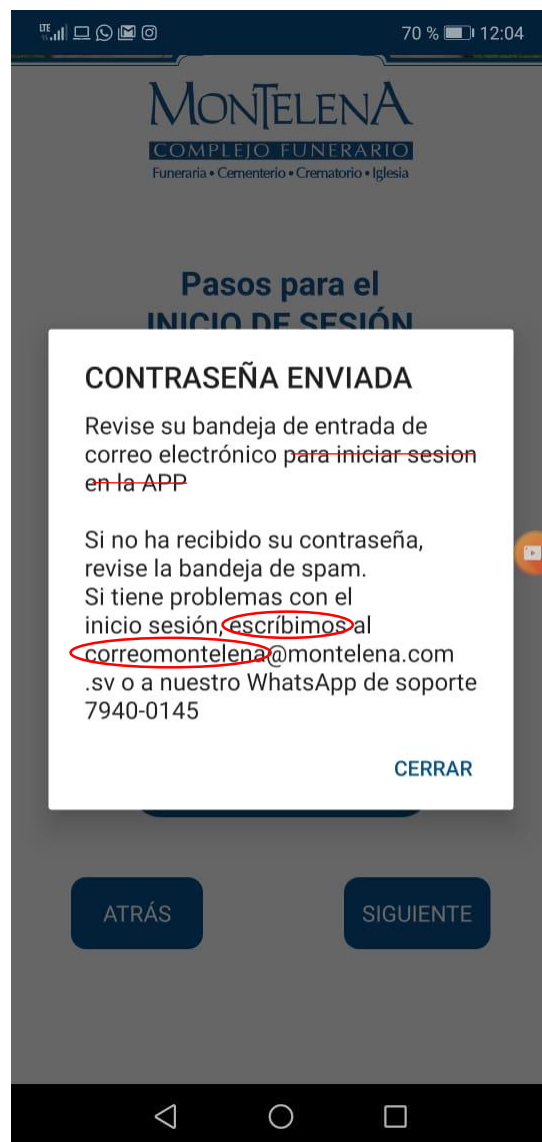 LTE 70 % 12:04
MONTELENA
COMPLEJO FUNERARIO
Funeraria • Cementerio • Crematorio • Iglesia
Pasos para el
INICIO DE SESIÓN
CONTRASEÑA ENVIADA
Revise su bandeja de entrada de
correo electrónico para iniciar sesion
en la APP
Si no ha recibido su contraseña,
revise la bandeja de spam.
Si tiene problemas con el
inicio sesión, escríbimos al
correomontelena@montelena.com
.sv o a nuestro WhatsApp de soporte
7940-0145
CERRAR
ATRÁS
SIGUIENTE